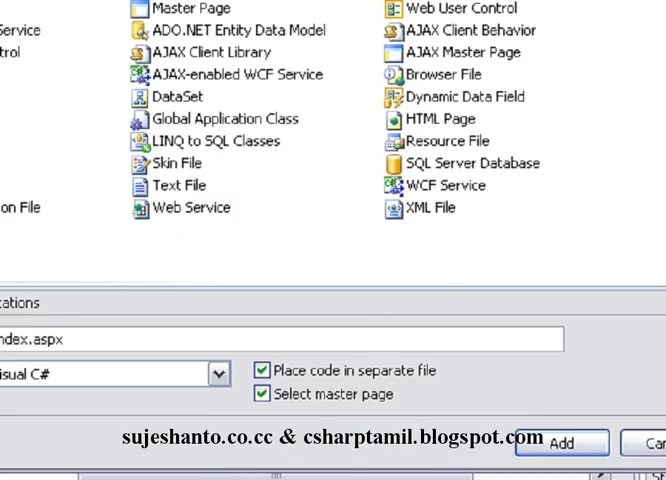 Master Page Web User Control
ervice ADO.NET Entity Data Model AJAX Client Behavior
trol AJAX Client Library AJAX Master Page
AJAX-enabled WCF Service Browser File
DataSet Dynamic Data Field
Global Application Class HTML Page
LINQ to SQL Classes Resource File
Skin File SQL Server Database
Text File WCF Service
on File Web Service XML File
cations
ndex.aspx
isual C# Place code in separate file
Select master page
sujeshanto.co.cc & csharptamil.blogspot.com Add Can